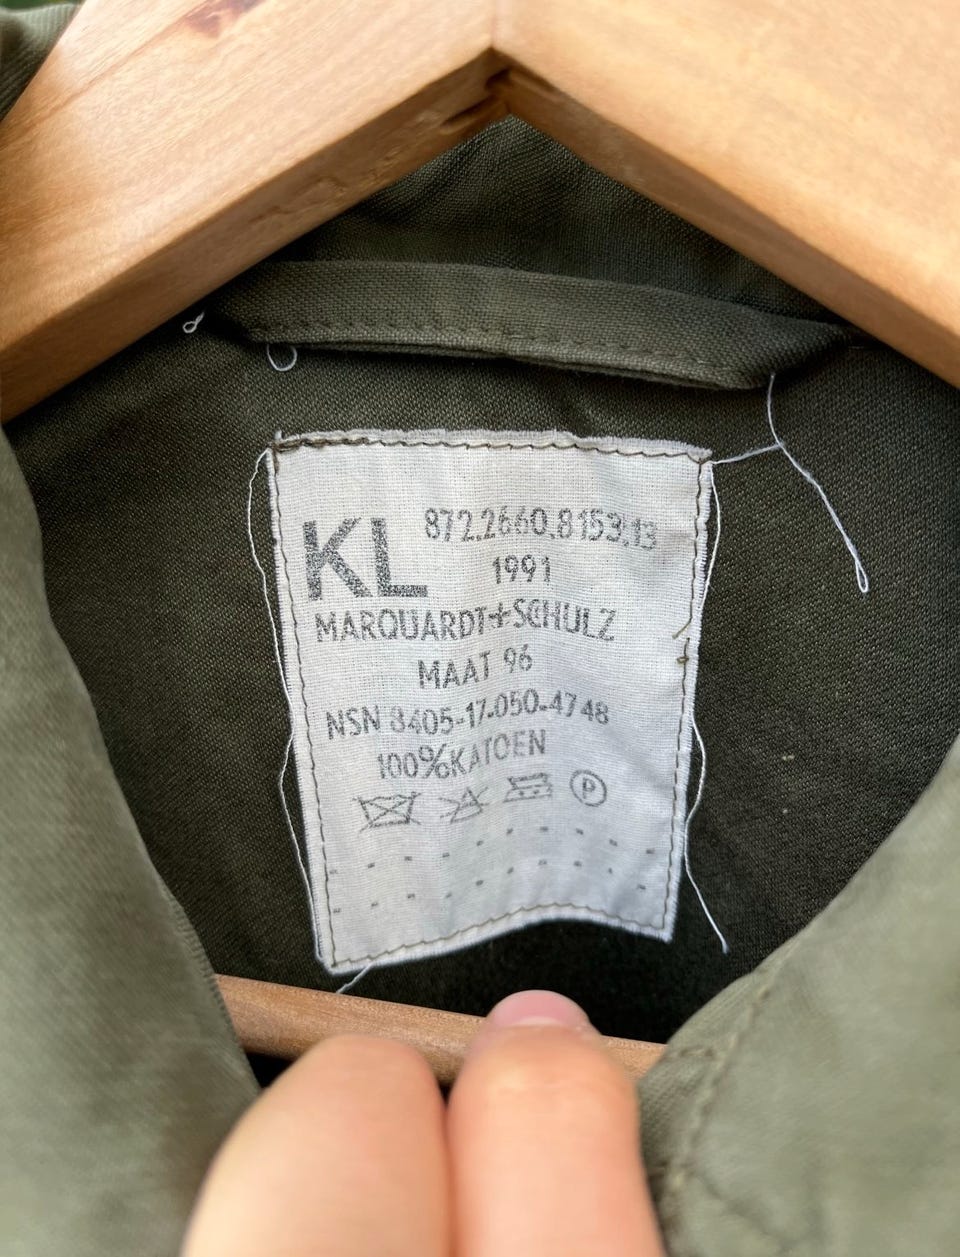 KL 872.2660.8153.13
1991
MARQUARDT+SCHULZ
MAAT 96
NSN 8405-17-050-4748
100%KATOEN
P